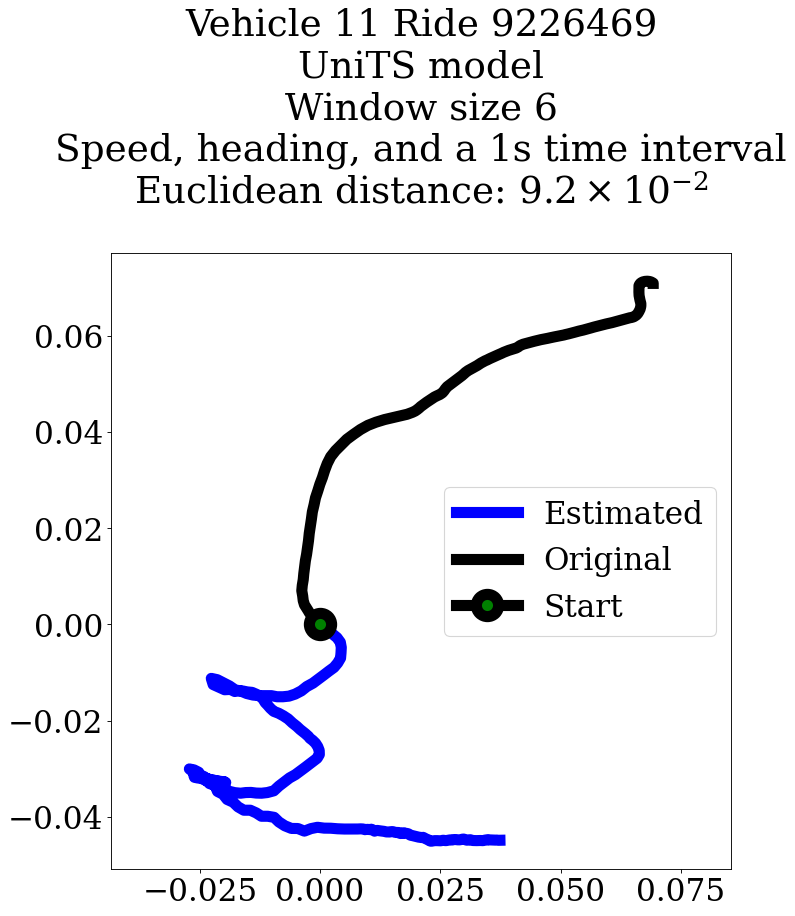 Vehicle 11 Ride 9226469
UniTS model
Window size 6
Speed, heading, and a 1s time interval
Euclidean distance: 9.2 × 10⁻²
0.06
0.04
0.02
0.00
−0.02
−0.04
Estimated
Original
Start
−0.025 0.000 0.025 0.050 0.075